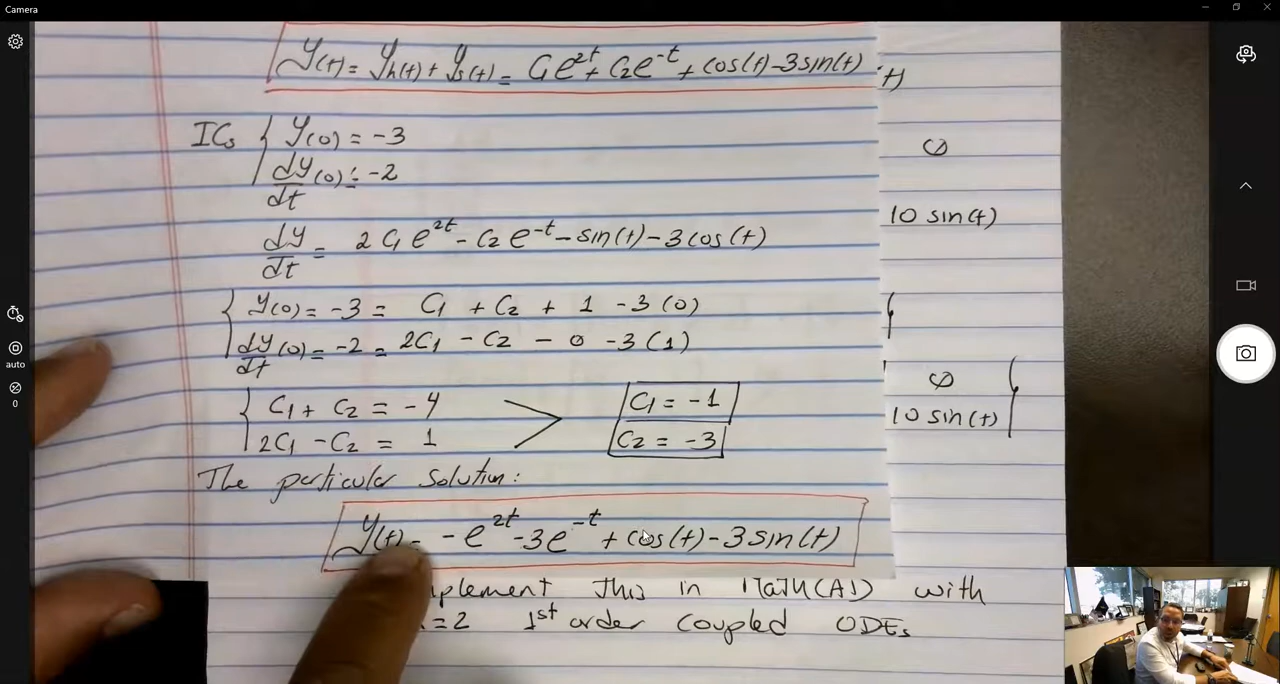 Camera
y(t) = yh(t) + ys(t) = C1e^2t + C2e^-t + cos(t) - 3sin(t)
t)
ICs { y(0) = -3
dy/dt (0) = -2
∅
10 sin(t)
dy/dt = 2C1e^2t - C2e^-t - sin(t) - 3cos(t)
{ y(0) = -3 = C1 + C2 + 1 - 3(0)
dy/dt (0) = -2 = 2C1 - C2 - 0 - 3(1)
{ C1 + C2 = -4
2C1 - C2 = 1
C1 = -1
C2 = -3
∅
10 sin(t)
The particular solution:
y(t) = -e^2t - 3e^-t + cos(t) - 3sin(t)
this in MathCAD with
=2 1st order coupled ODEs
auto
0